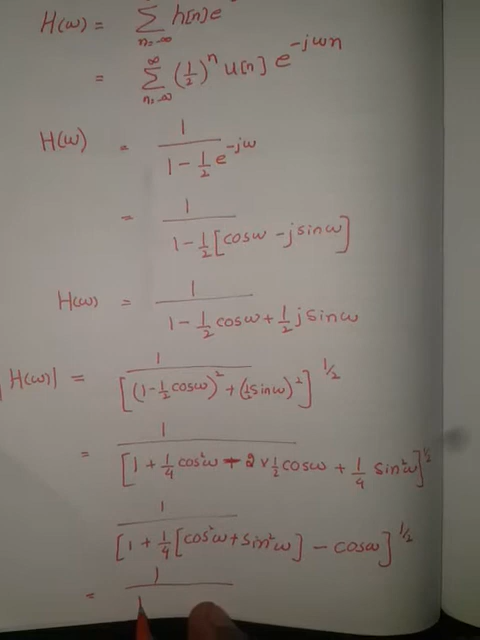 H(ω) = ∑ n=-∞ h[n]e
= ∞ ∑ n=-∞ (1/2)^n u[n] e^-jωn
H(ω) = 1/(1 - 1/2 e^-jω)
= 1/(1 - 1/2 [cosω - jsinω])
H(ω) = 1/(1 - 1/2 cosω + 1/2 j sinω)
|H(ω)| = 1/[(1 - 1/2 cosω)^2 + (1/2 sinω)^2]^1/2
= 1/[1 + 1/4 cos^2ω - 2 × 1/2 cosω + 1/4 sin^2ω]^1/2
1/[1 + 1/4 [cos^2ω + sin^2ω] - cosω]^1/2
= 1/